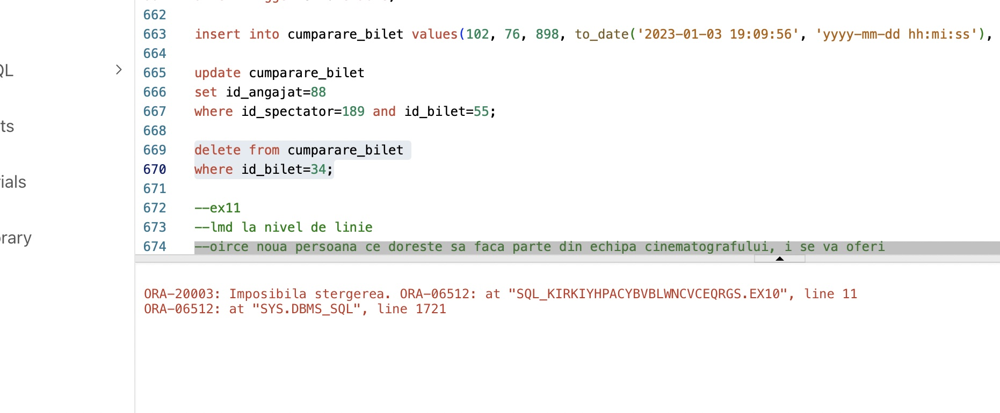 662
663 insert into cumparare_bilet values(102, 76, 898, to_date('2023-01-03 19:09:56', 'yyyy-mm-dd hh:mi:ss'),
664
QL
665 update cumparare_bilet
666 set id_angajat=88
667 where id_spectator=189 and id_bilet=55;
ts
668
669 delete from cumparare_bilet
670 where id_bilet=34;
ials
671
672 --ex11
673 --lmd la nivel de linie
rary
674 --oirce noua persoana ce doreste sa faca parte din echipa cinematografului, i se va oferi
ORA-20003: Imposibila stergerea. ORA-06512: at "SQL_KIRKIYHPACYBVBLWNCVCEQRGS.EX10", line 11
ORA-06512: at "SYS.DBMS_SQL", line 1721